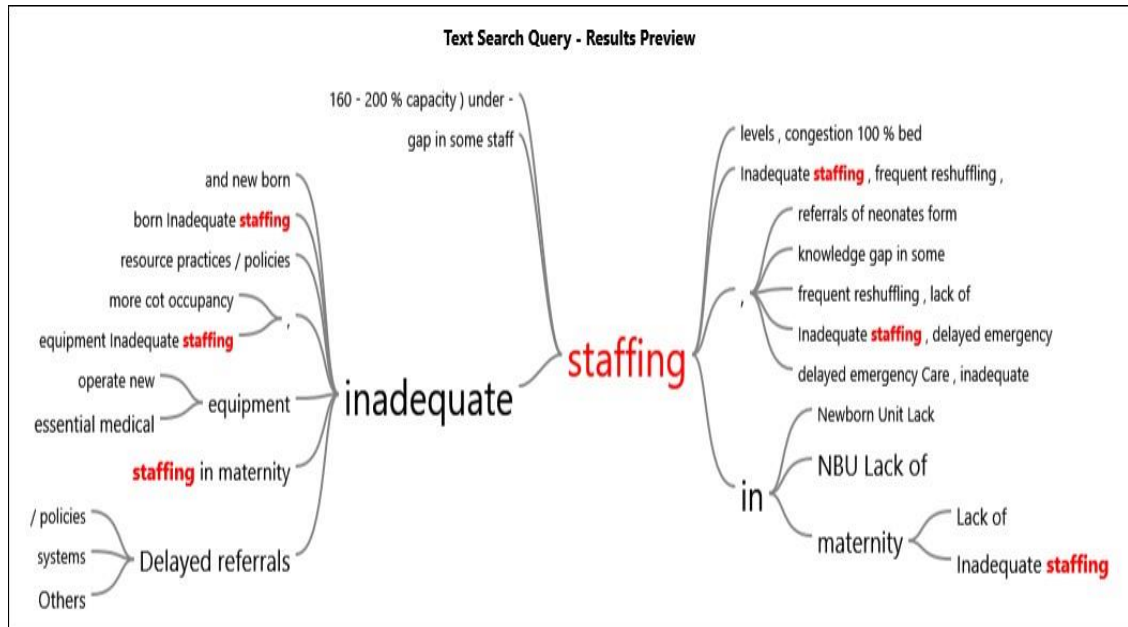 Text Search Query - Results Preview
160 - 200 % capacity ) under -
gap in some staff
and new born
born Inadequate staffing
resource practices / policies
more cot occupancy
,
equipment Inadequate staffing
operate new
equipment
essential medical
staffing in maternity
/ policies
systems
Delayed referrals
Others
inadequate
staffing
levels , congestion 100 % bed
Inadequate staffing , frequent reshuffling ,
referrals of neonates form
knowledge gap in some
,
frequent reshuffling , lack of
Inadequate staffing , delayed emergency
delayed emergency Care , inadequate
Newborn Unit Lack
NBU Lack of
in
maternity
Lack of
Inadequate staffing